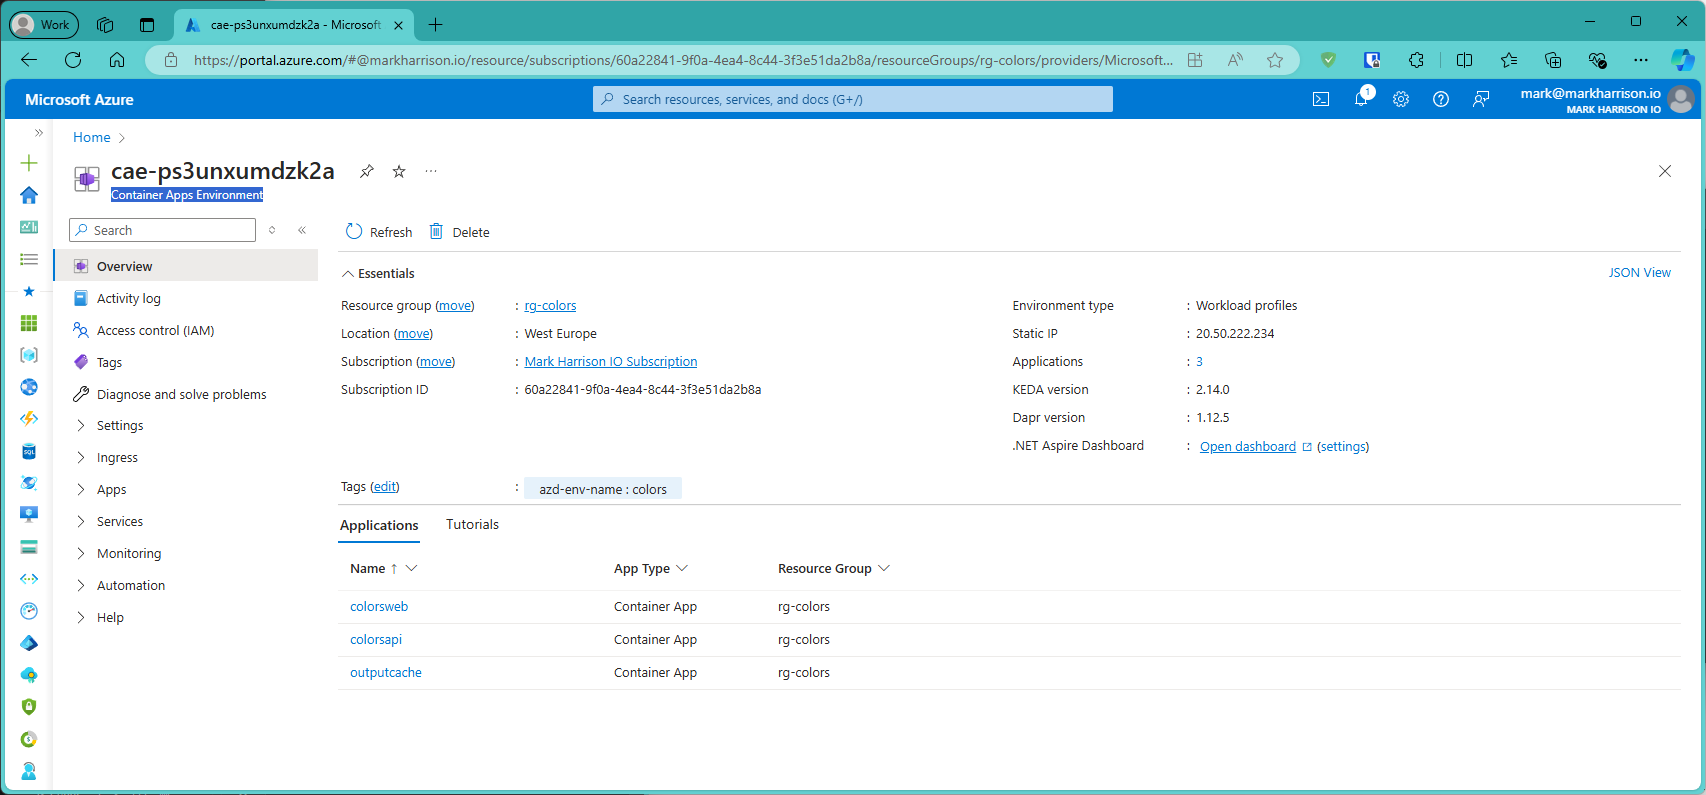 Work
cae-ps3unxumdzk2a - Microsoft
https://portal.azure.com/#@markharrison.io/resource/subscriptions/60a22841-9f0a-4ea4-8c44-3f3e51da2b8a/resourceGroups/rg-colors/providers/Microsoft...
Microsoft Azure
Search resources, services, and docs (G+/)
1
mark@markharrison.io
MARK HARRISON IO
Home
cae-ps3unxumdzk2a
Container Apps Environment
Search
Refresh
Delete
Overview
Activity log
Access control (IAM)
Tags
Diagnose and solve problems
Settings
Ingress
Apps
Services
Monitoring
Automation
Help
Essentials
JSON View
Resource group (move) : rg-colors
Location (move) : West Europe
Subscription (move) : Mark Harrison IO Subscription
Subscription ID : 60a22841-9f0a-4ea4-8c44-3f3e51da2b8a
Environment type : Workload profiles
Static IP : 20.50.222.234
Applications : 3
KEDA version : 2.14.0
Dapr version : 1.12.5
.NET Aspire Dashboard : Open dashboard (settings)
Tags (edit) : azd-env-name : colors
Applications Tutorials
Name ↑ App Type Resource Group
colorsweb Container App rg-colors
colorsapi Container App rg-colors
outputcache Container App rg-colors